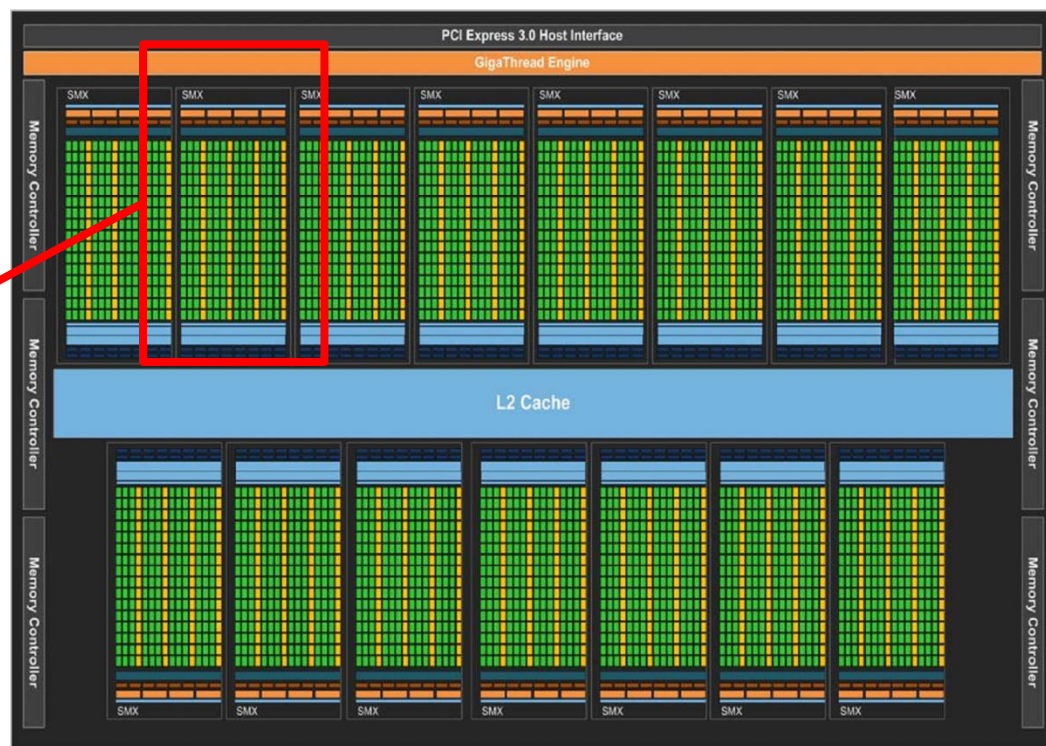 PCI Express 3.0 Host Interface
GigaThread Engine
SMX
SMX
SMX
SMX
SMX
SMX
SMX
SMX
Memory Controller
Memory Controller
Memory Controller
Memory Controller
L2 Cache
Memory Controller
Memory Controller
SMX
SMX
SMX
SMX
SMX
SMX
SMX